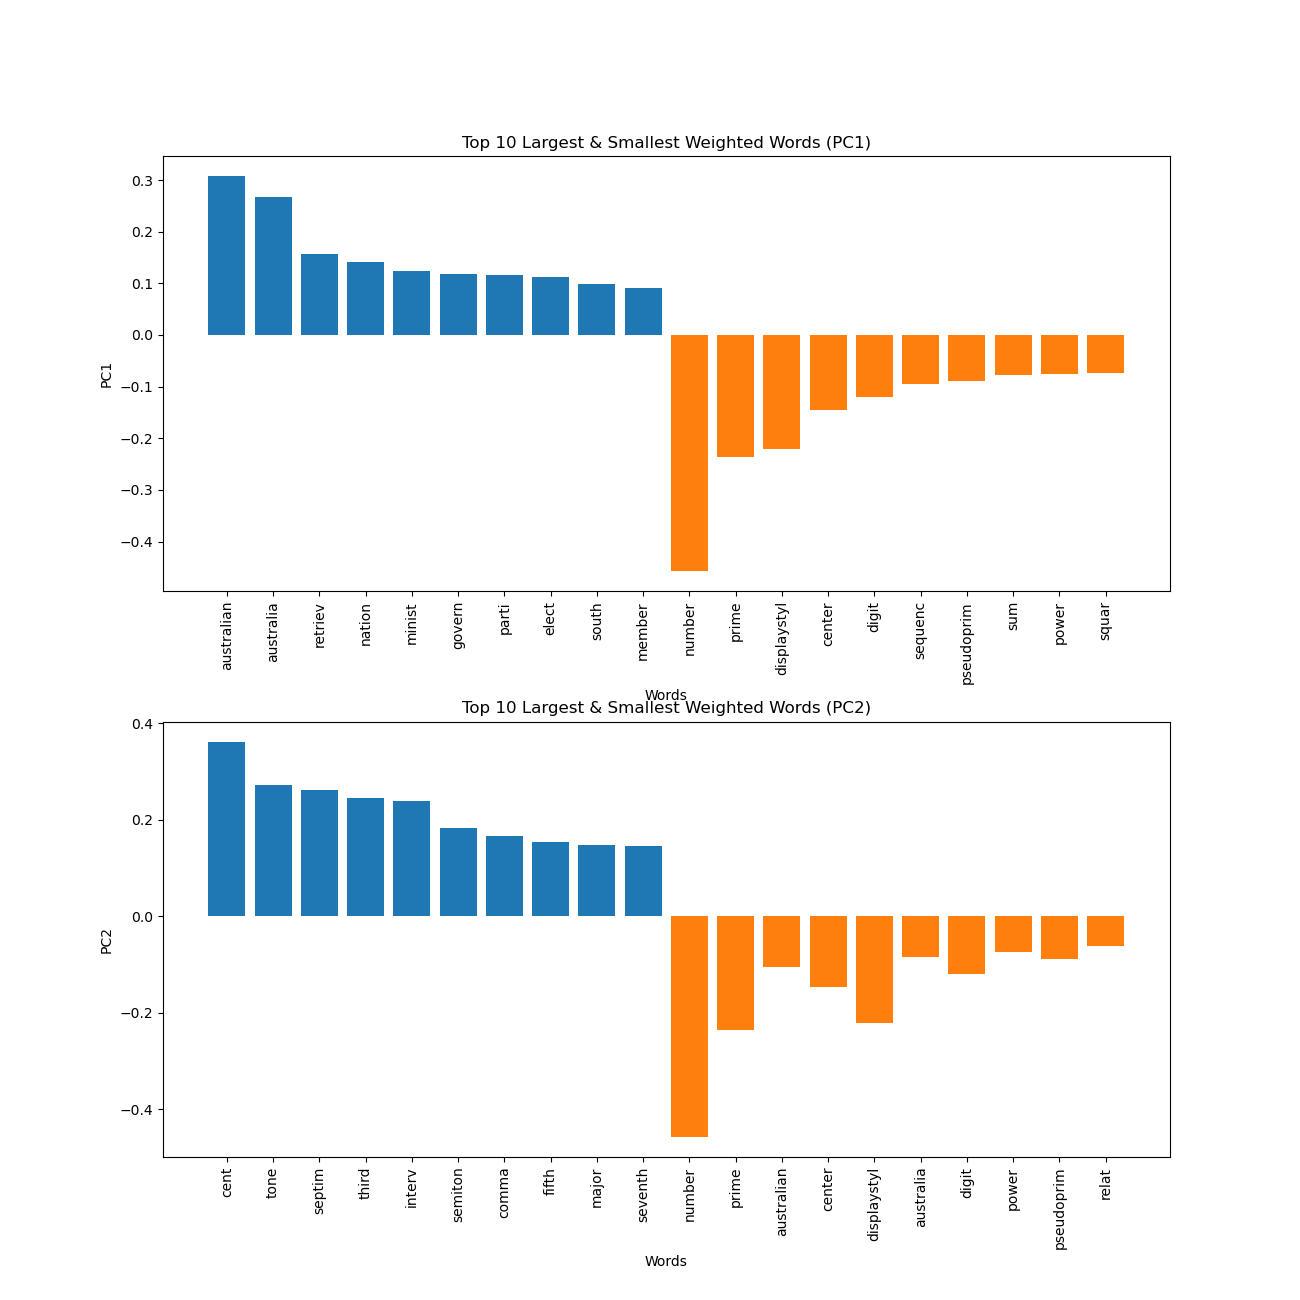 Top 10 Largest & Smallest Weighted Words (PC1)
0.3
0.2
0.1
0.0
−0.1
−0.2
−0.3
−0.4
PC1
australian
australia
retriev
nation
minist
govern
parti
elect
south
member
number
prime
displaystyl
center
digit
sequenc
pseudoprim
sum
power
squar
Words
Top 10 Largest & Smallest Weighted Words (PC2)
0.4
0.2
0.0
−0.2
−0.4
PC2
cent
tone
septim
third
interv
semiton
comma
fifth
major
seventh
number
prime
australian
center
displaystyl
australia
digit
power
pseudoprim
relat
Words